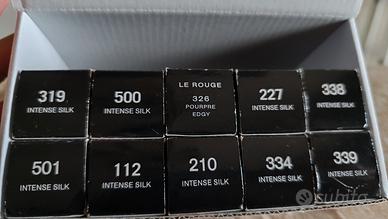 319
INTENSE SILK
500
INTENSE SILK
LE ROUGE
326
POURPRE
EDGY
227
INTENSE SILK
338
INTENSE SILK
501
INTENSE SILK
112
INTENSE SILK
210
INTENSE SILK
334
INTENSE SILK
339
INTENSE SILK
subito